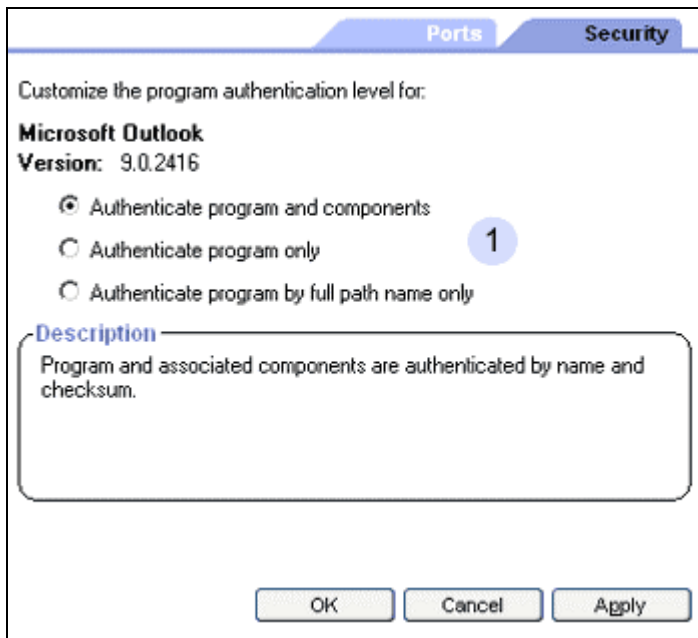 Ports
Security
Customize the program authentication level for:
Microsoft Outlook
Version: 9.0.2416
Authenticate program and components
Authenticate program only
1
Authenticate program by full path name only
Description
Program and associated components are authenticated by name and
checksum.
OK
Cancel
Apply